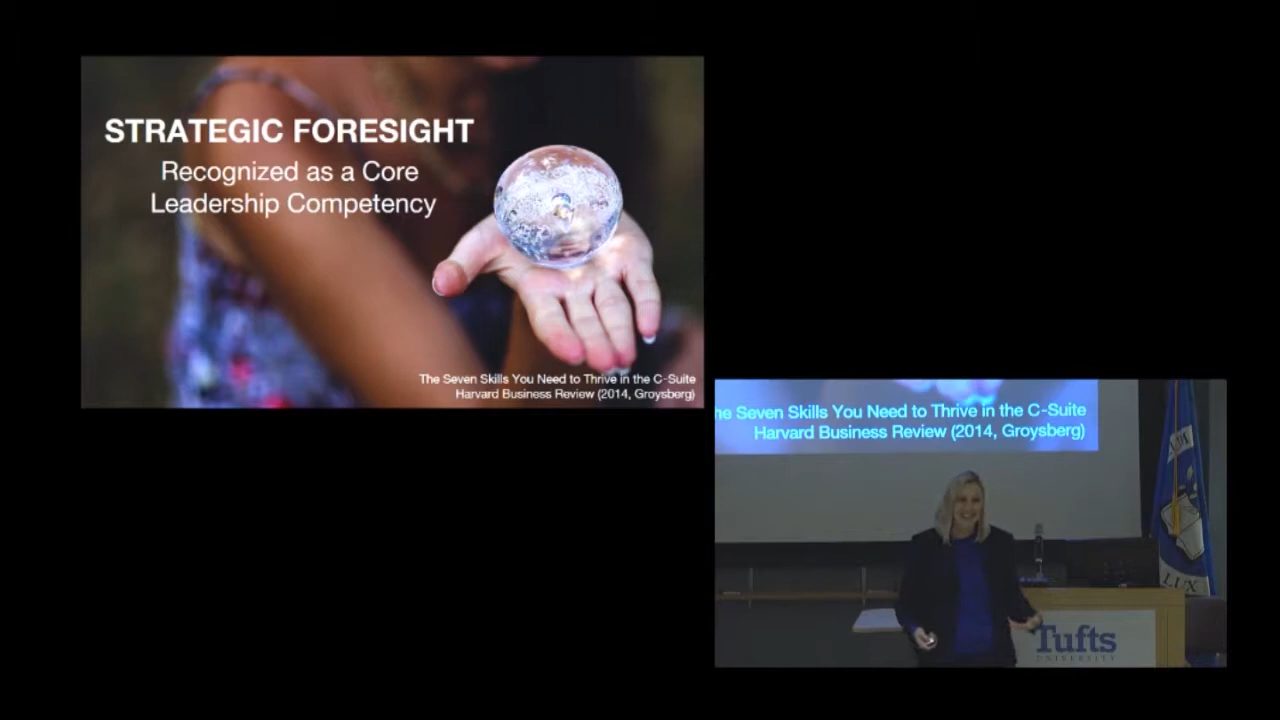 STRATEGIC FORESIGHT
Recognized as a Core
Leadership Competency
The Seven Skills You Need to Thrive in the C-Suite
Harvard Business Review (2014, Groysberg)
he Seven Skills You Need to Thrive in the C-Suite
Harvard Business Review (2014, Groysberg)
LUX
Tufts
UNIVERSITY